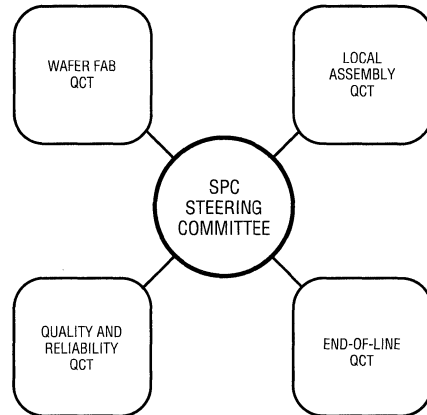 WAFER FAB
QCT
LOCAL
ASSEMBLY
QCT
SPC
STEERING
COMMITTEE
QUALITY AND
RELIABILITY
QCT
END-OF-LINE
QCT